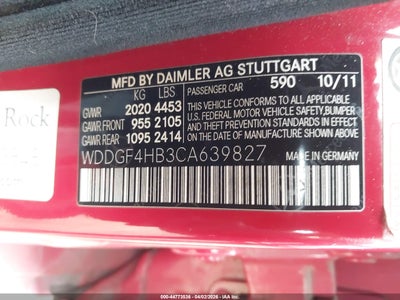 MFD BY DAIMLER AG STUTTGART
KG LBS PASSENGER CAR 590 10/11
GVWR 2020 4453
GAWR FRONT 955 2105
GAWR REAR 1095 2414
THIS VEHICLE CONFORMS TO ALL APPLICABLE
U.S. FEDERAL MOTOR VEHICLE SAFETY, BUMPER
AND THEFT PREVENTION STANDARDS IN EFFECT ON
THE DATE OF MANUFACTURE SHOWN ABOVE.
WDDGF4HB3CA639827
MADE IN GERMANY
Rock
Copyright © 000-44773536 - 04/02/2026 - IAA Inc.